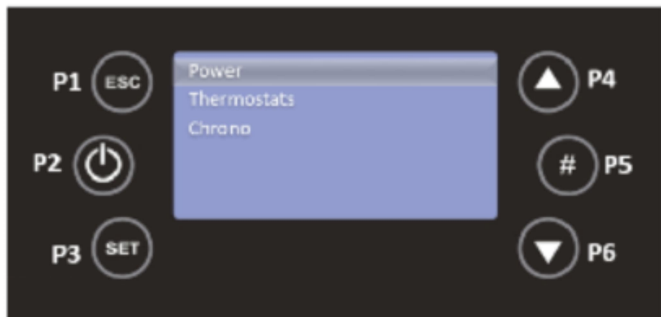 P1 ESC Power P4
Thermostats
Chrono
P2 # P5
P3 SET P6